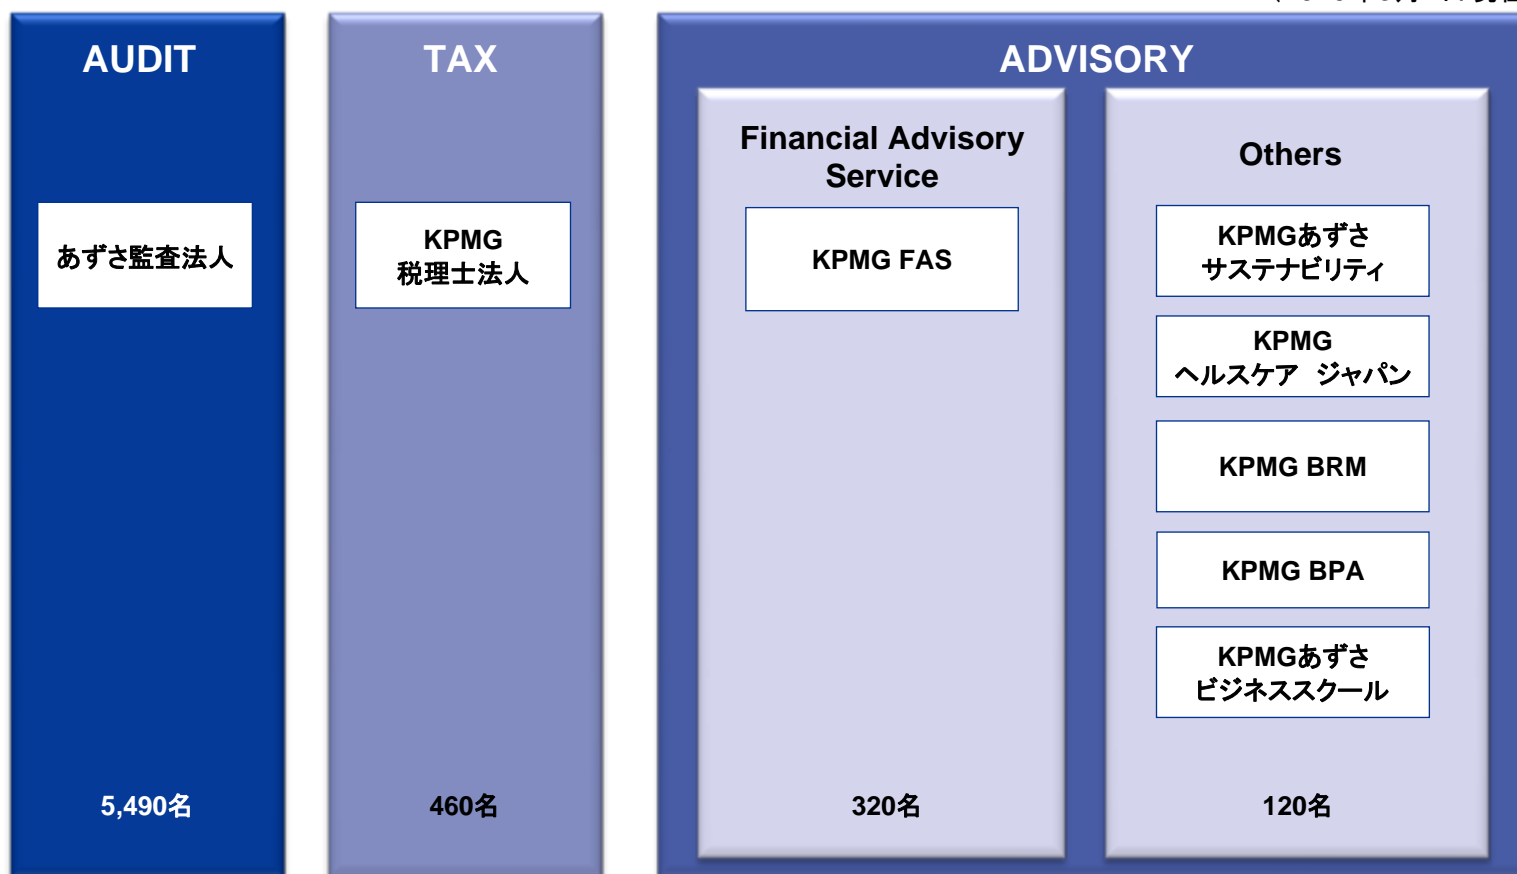 AUDIT
あずさ監査法人
5,490名
TAX
KPMG
税理士法人
460名
ADVISORY
Financial Advisory
Service
KPMG FAS
320名
Others
KPMGあずさ
サステナビリティ
KPMG
ヘルスケア　ジャパン
KPMG BRM
KPMG BPA
KPMGあずさ
ビジネススクール
120名